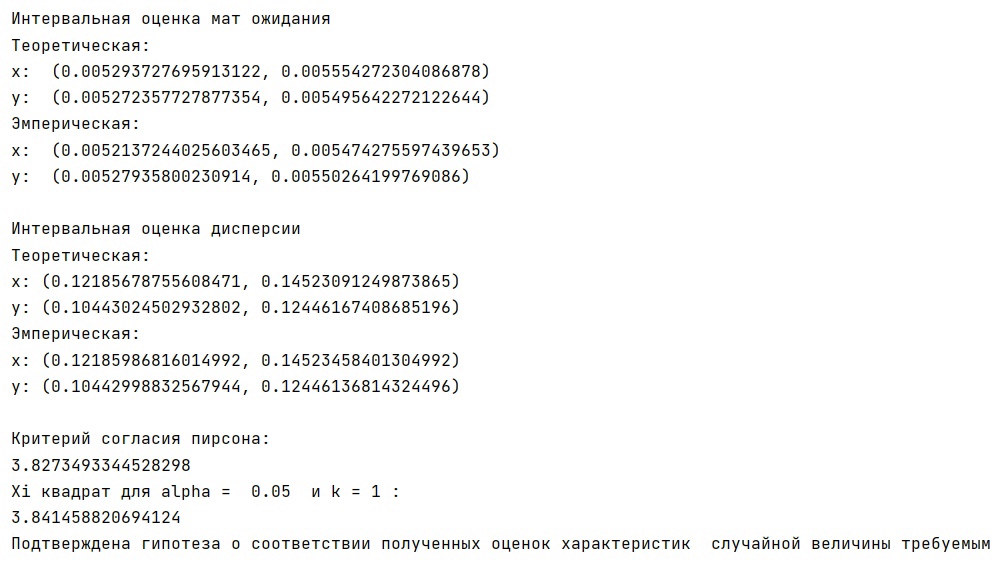 Интервальная оценка мат ожидания
Теоретическая:
x:  (0.005293727695913122, 0.005554272304086878)
y:  (0.005272357727877354, 0.005495642272122644)
Эмперическая:
x:  (0.0052137244025603465, 0.005474275597439653)
y:  (0.00527935800230914, 0.00550264199769086)
Интервальная оценка дисперсии
Теоретическая:
x: (0.12185678755608471, 0.14523091249873865)
y: (0.10443024502932802, 0.12446167408685196)
Эмперическая:
x: (0.12185986816014992, 0.14523458401304992)
y: (0.10442998832567944, 0.12446136814324496)
Критерий согласия пирсона:
3.8273493344528298
Xi квадрат для alpha =  0.05  и k = 1 :
3.841458820694124
Подтверждена гипотеза о соответствии полученных оценок характеристик  случайной величины требуемым